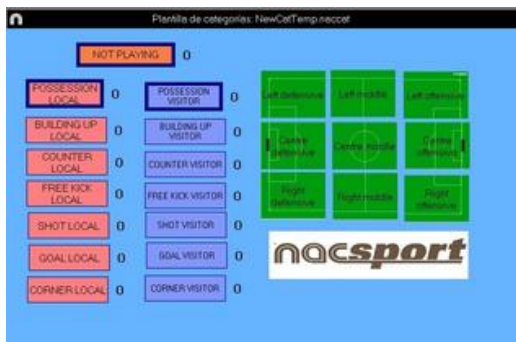 n
Plantilla de categorías: NewCatTemp.naccat
NOT PLAYING 0
POSSESSION
LOCAL
0
POSSESSION
VISITOR
0
BUILDING UP
LOCAL
0
BUILDING UP
VISITOR
0
COUNTER
LOCAL
0
COUNTER VISITOR 0
FREE KICK
LOCAL
0
FREE KICK VISITOR 0
SHOT LOCAL 0
SHOT VISITOR 0
GOAL LOCAL 0
GOAL VISITOR 0
CORNER LOCAL 0
CORNER VISITOR 0
Left defensive
Left middle
Left offensive
Centre
defensive
Centre middle
Centre
offensive
Right
defensive
Right middle
Right
offensive
nacsport